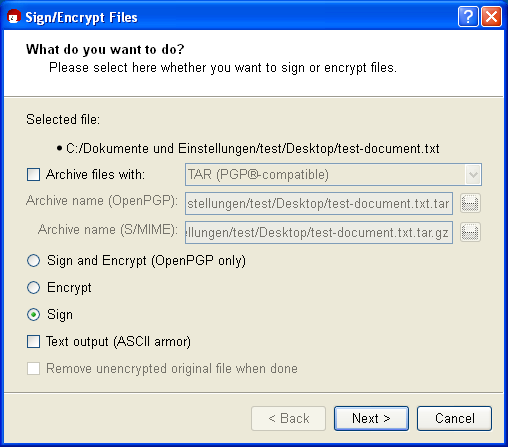 Sign/Encrypt Files
What do you want to do?
Please select here whether you want to sign or encrypt files.
Selected file:
• C:/Dokumente und Einstellungen/test/Desktop/test-document.txt
Archive files with: TAR (PGP®-compatible)
Archive name (OpenPGP): stellungen/test/Desktop/test-document.txt.tar
Archive name (S/MIME): ellungen/test/Desktop/test-document.txt.tar.gz
Sign and Encrypt (OpenPGP only)
Encrypt
Sign
Text output (ASCII armor)
Remove unencrypted original file when done
< Back Next > Cancel